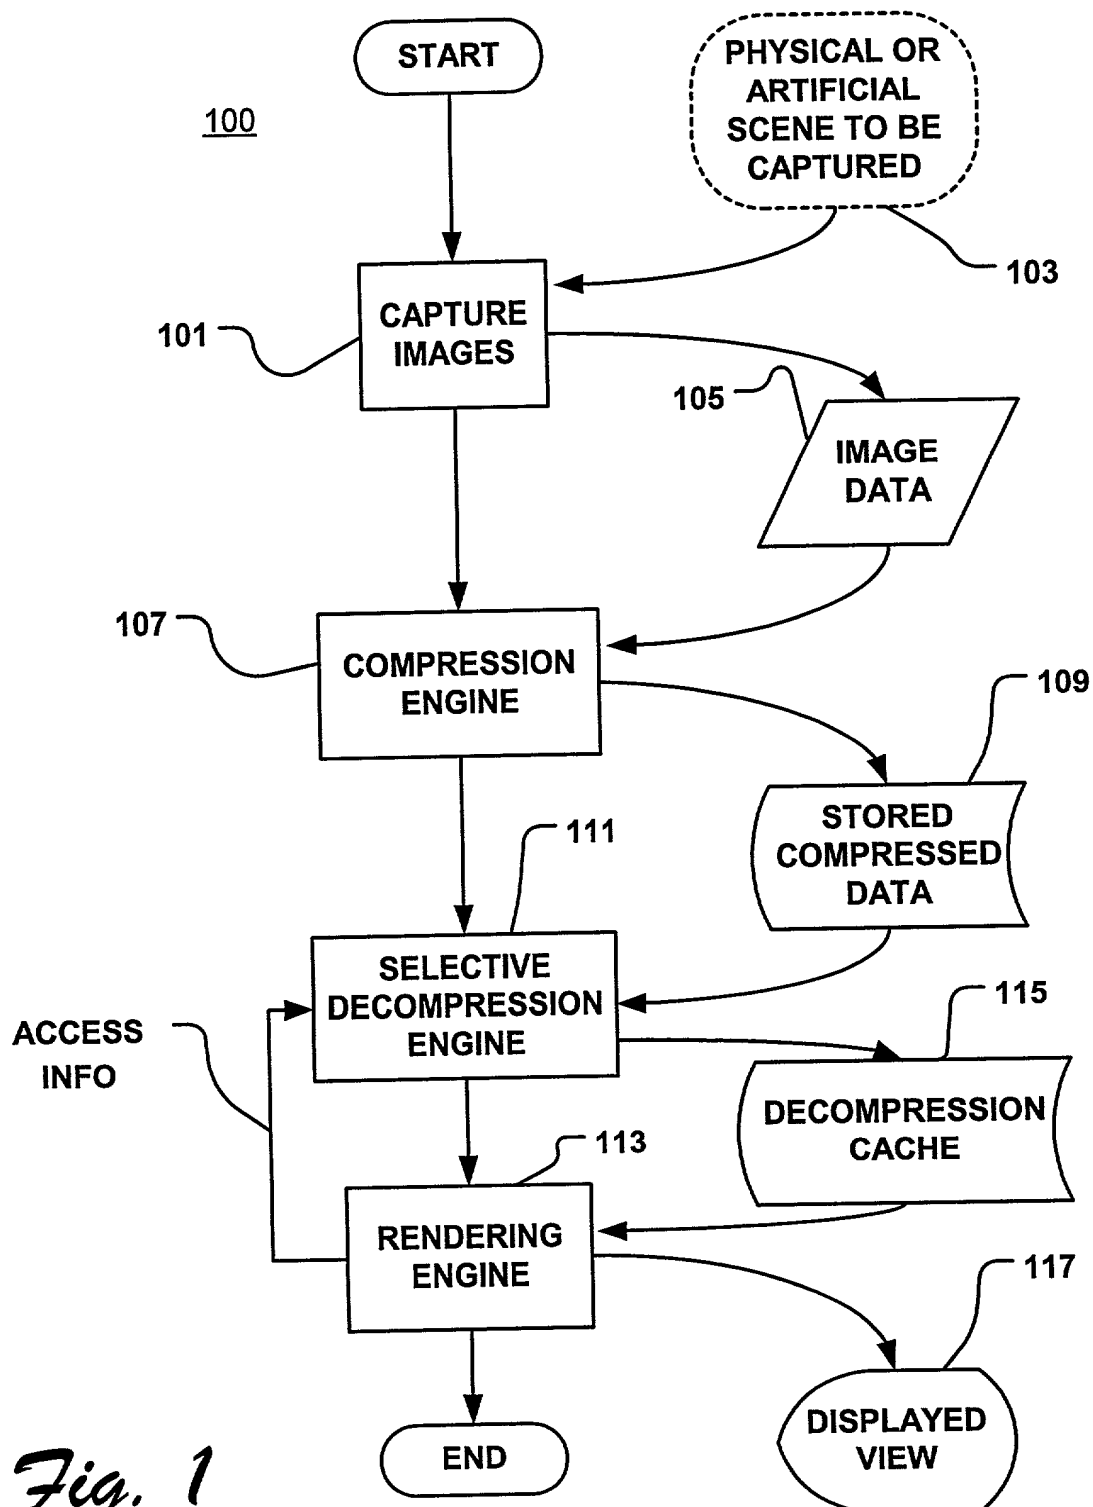 START
PHYSICAL OR
ARTIFICIAL
SCENE TO BE
CAPTURED
100
103
CAPTURE
IMAGES
101
105
IMAGE
DATA
107
COMPRESSION
ENGINE
109
STORED
COMPRESSED
DATA
111
SELECTIVE
DECOMPRESSION
ENGINE
ACCESS
INFO
115
DECOMPRESSION
CACHE
113
RENDERING
ENGINE
117
DISPLAYED
VIEW
END
Fig. 1